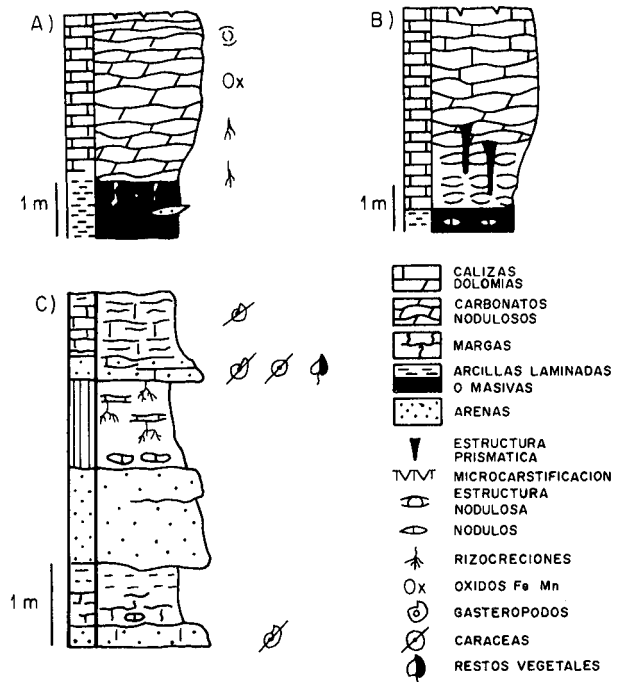 A)
Ox
1 m
B)
1 m
C)
1 m
CALIZAS
DOLOMIAS
CARBONATOS
NODULOSOS
MARGAS
ARCILLAS LAMINADAS
O MASIVAS
ARENAS
ESTRUCTURA
PRISMATICA
MICROCARSTIFICACION
ESTRUCTURA
NODULOSA
NODULOS
RIZOCRECIONES
Ox OXIDOS Fe Mn
GASTEROPODOS
CARACEAS
RESTOS VEGETALES